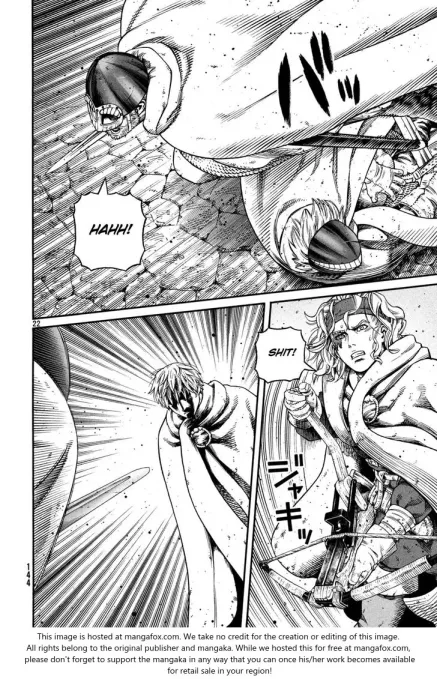 バッ
HAHH!
22
SHIT!
ジャキッ
144
This image is hosted at mangafox.com. We take no credit for the creation or editing of this image.
All rights belong to the original publisher and mangaka. While we hosted this for free at mangafox.com,
please don't forget to support the mangaka in any way that you can once his/her work becomes available
for retail sale in your region!